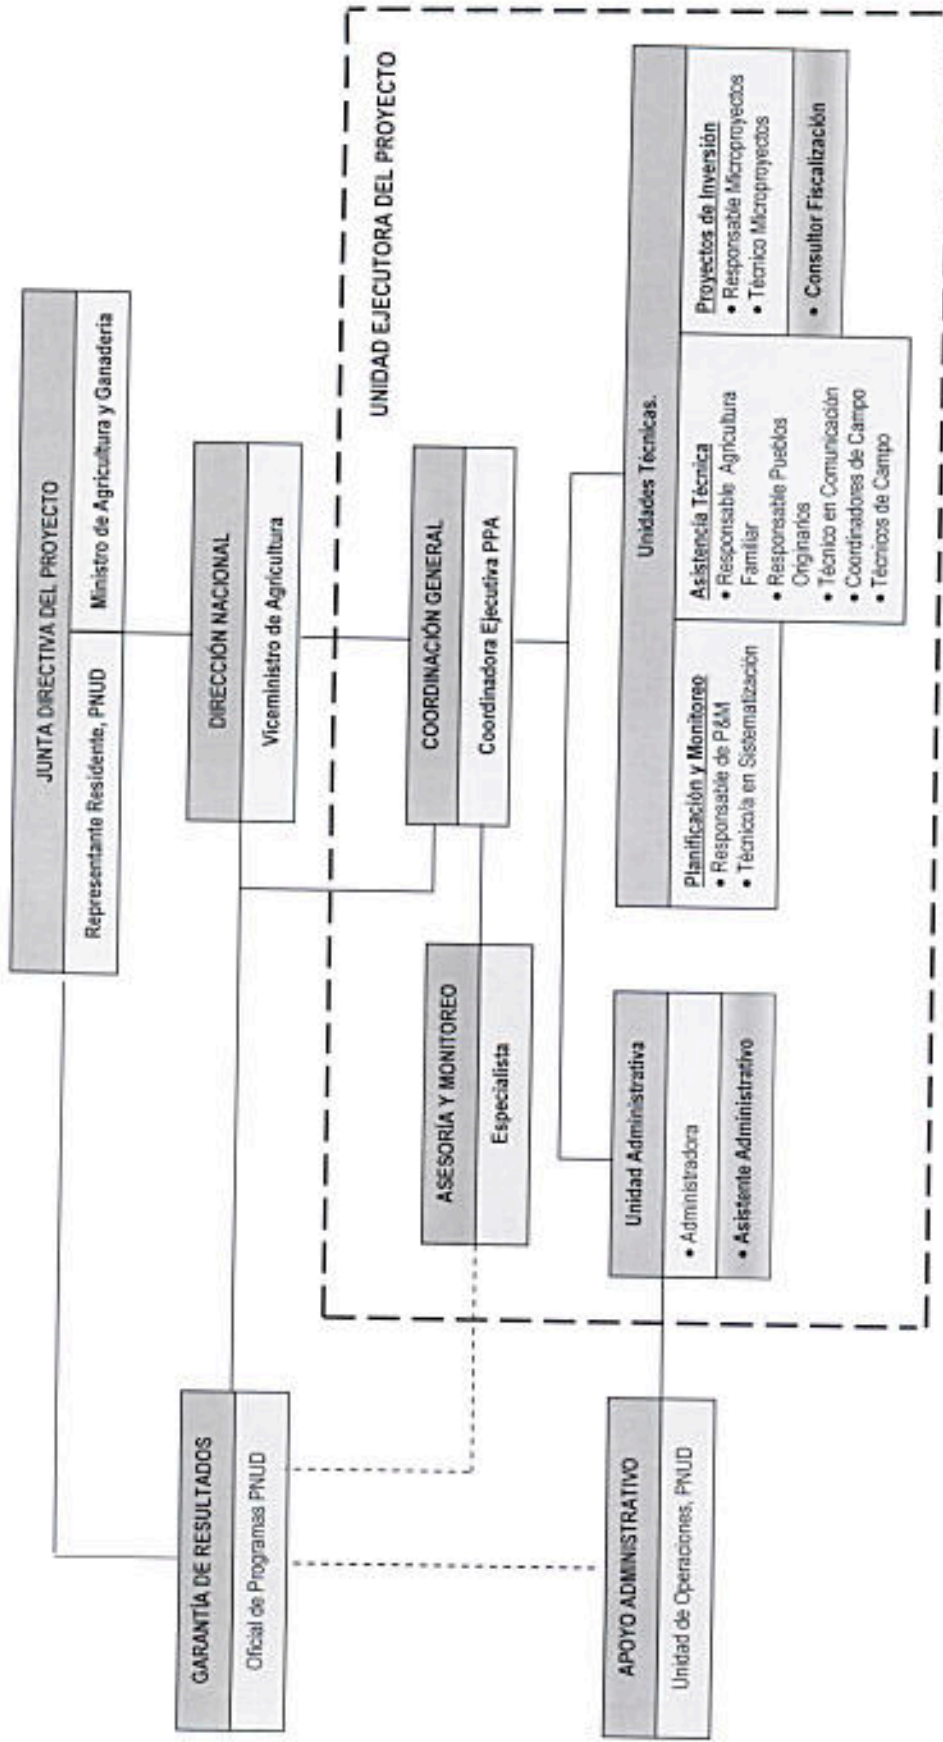 JUNTA DIRECTIVA DEL PROYECTO
Representante Residente, PNUD
Ministro de Agricultura y Ganadería
GARANTÍA DE RESULTADOS
Oficial de Programas PNUD
DIRECCIÓN NACIONAL
Viceministro de Agricultura
UNIDAD EJECUTORA DEL PROYECTO
COORDINACIÓN GENERAL
Coordinadora Ejecutiva PPA
ASESORÍA Y MONITOREO
Especialista
APOYO ADMINISTRATIVO
Unidad de Operaciones, PNUD
Unidad Administrativa
• Administradora
• Asistente Administrativo
Unidades Técnicas.
Planificación y Monitoreo
• Responsable de P&M
• Técnico/a en Sistematización
Asistencia Técnica
• Responsable Agricultura
Familiar
• Responsable Pueblos
Originarios
• Técnico en Comunicación
• Coordinadores de Campo
• Técnicos de Campo
Proyectos de Inversión
• Responsable Microproyectos
• Técnico Microproyectos
• Consultor Fiscalización